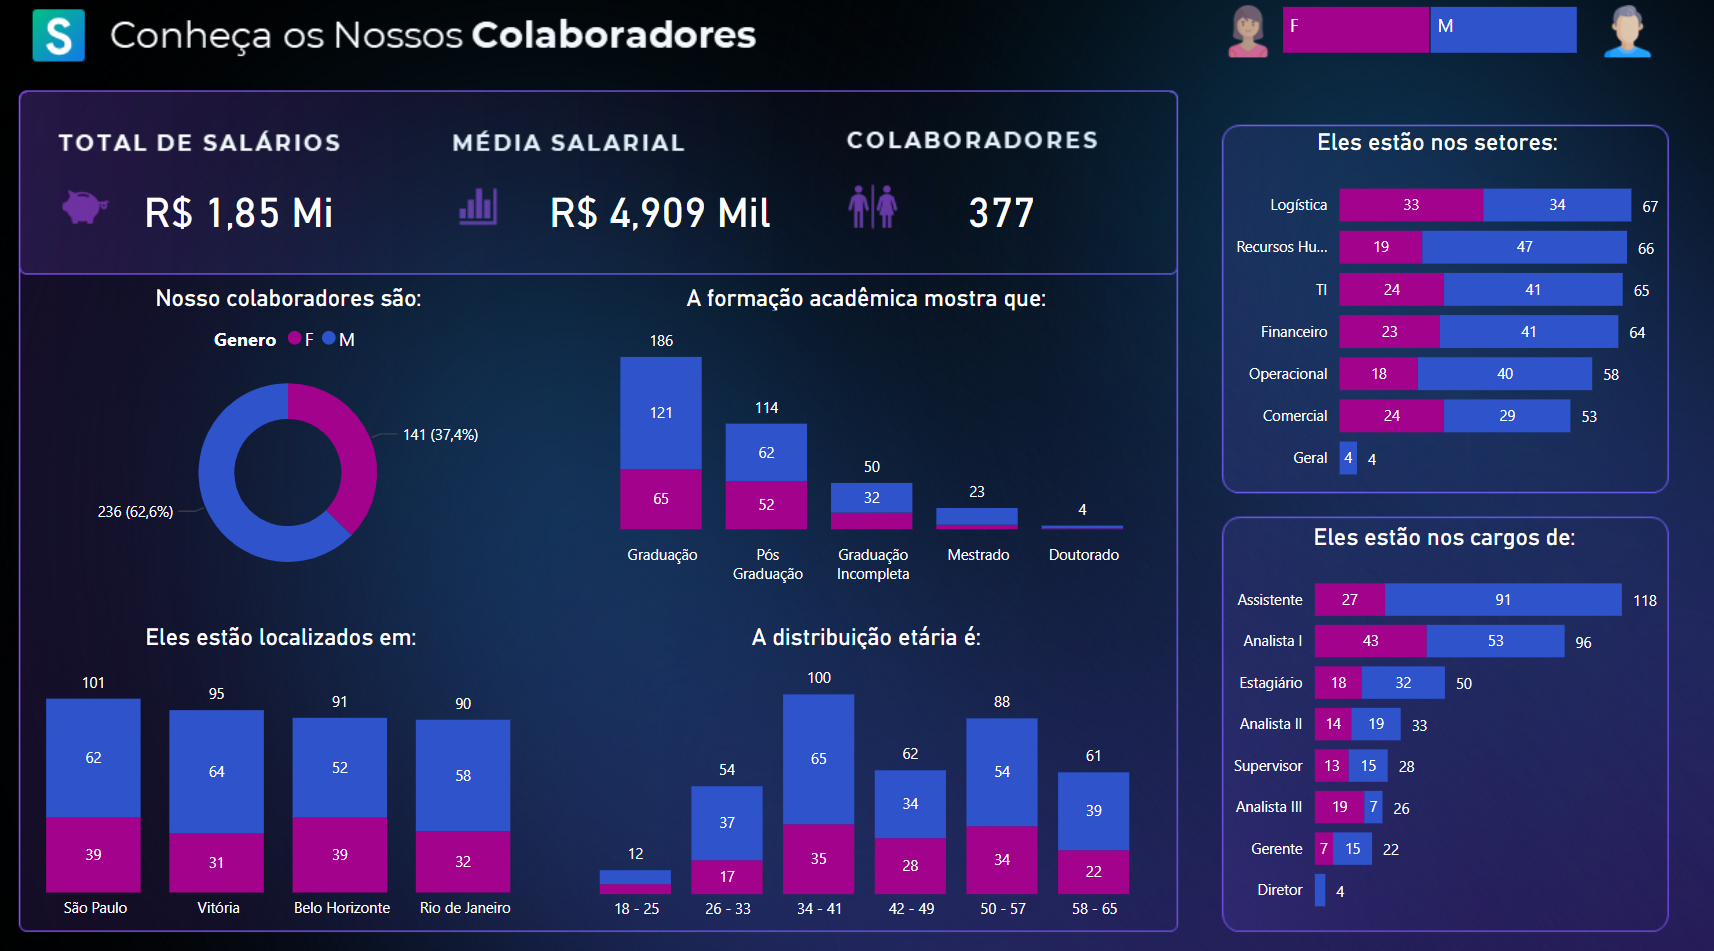 S Conheça os Nossos Colaboradores
F M
TOTAL DE SALÁRIOS
R$ 1,85 Mi
MÉDIA SALARIAL
R$ 4,909 Mil
COLABORADORES
377
Nosso colaboradores são:
Genero F M
141 (37,4%)
236 (62,6%)
A formação acadêmica mostra que:
186
121
65
114
62
52
50
32
23
4
Graduação
Pós
Graduação
Graduação
Incompleta
Mestrado
Doutorado
Eles estão localizados em:
101
62
39
95
64
31
91
52
39
90
58
32
São Paulo
Vitória
Belo Horizonte
Rio de Janeiro
A distribuição etária é:
12
54
37
17
100
65
35
62
34
28
88
54
34
61
39
22
18 - 25
26 - 33
34 - 41
42 - 49
50 - 57
58 - 65
Eles estão nos setores:
Logística 33 34 67
Recursos Hu... 19 47 66
TI 24 41 65
Financeiro 23 41 64
Operacional 18 40 58
Comercial 24 29 53
Geral 4 4
Eles estão nos cargos de:
Assistente 27 91 118
Analista I 43 53 96
Estagiário 18 32 50
Analista II 14 19 33
Supervisor 13 15 28
Analista III 19 7 26
Gerente 7 15 22
Diretor 4